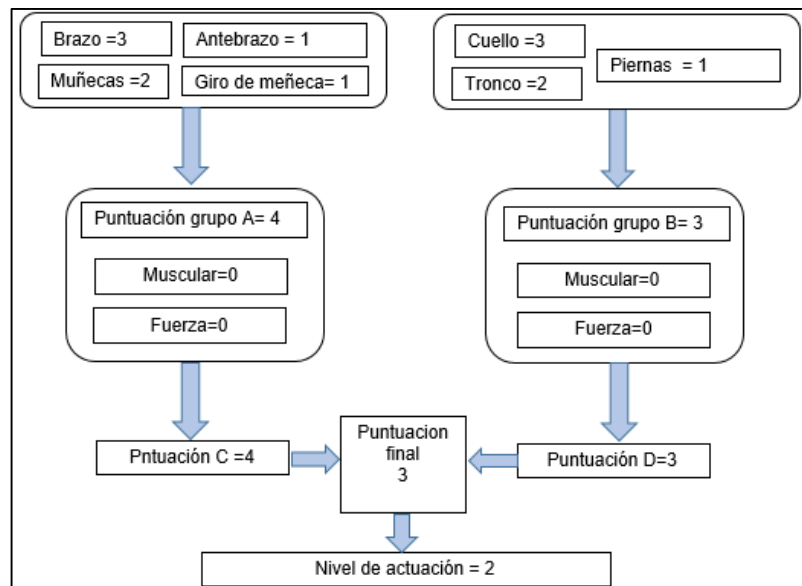 Brazo =3
Antebrazo = 1
Muñecas =2
Giro de meñeca= 1
Cuello =3
Piernas = 1
Tronco =2
Puntuación grupo A= 4
Muscular=0
Fuerza=0
Puntuación grupo B= 3
Muscular=0
Fuerza=0
Pntuación C =4
Puntuacion
final
3
Puntuación D=3
Nivel de actuación = 2